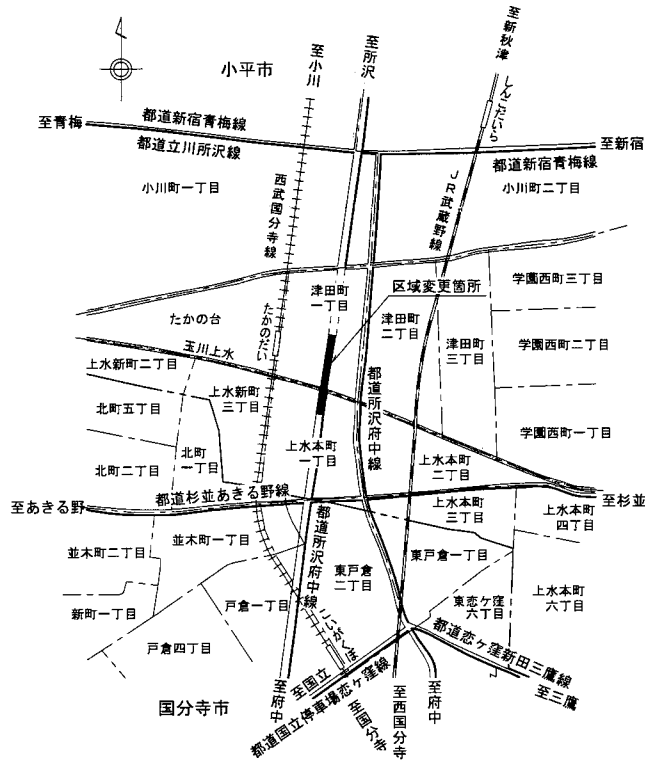 小平市
至小川
至所沢
至新秋津
しんこだいら
至青梅
都道新宿青梅線
都道立川所沢線
至新宿
都道新宿青梅線
小川町一丁目
西武国分寺線
JR武蔵野線
小川町二丁目
津田町
一丁目
区域変更箇所
学園西町三丁目
たかの台
たかのだい
津田町
二丁目
津田町
三丁目
学園西町二丁目
玉川上水
上水新町二丁目
上水新町
三丁目
都道所沢府中線
北町五丁目
学園西町一丁目
北町二丁目
北町
一丁目
上水本町
一丁目
上水本町
二丁目
都道杉並あきる野線
至あきる野
至杉並
上水本町
三丁目
上水本町
四丁目
並木町二丁目
並木町一丁目
都道所沢府中線
東戸倉
二丁目
東戸倉一丁目
新町一丁目
戸倉一丁目
東恋ケ窪
六丁目
上水本町
六丁目
戸倉四丁目
こいがくぼ
都道恋ヶ窪新田三鷹線
至三鷹
国分寺市
至府中
至国立
都道国立停車場恋ヶ窪線
至国分寺
至西国分寺
至府中